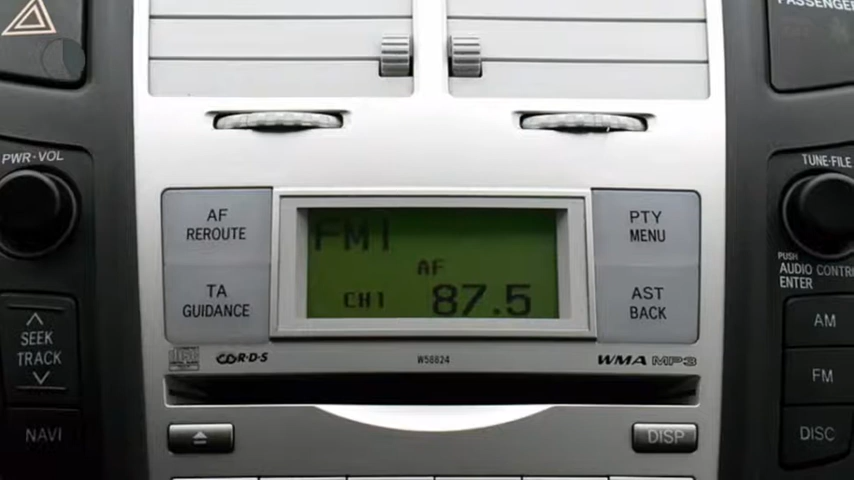 PASSENGER
PWR·VOL
TUNE·FILE
AF
REROUTE
FM1
PTY
MENU
AF
TA
GUIDANCE
CH1 87.5
AST
BACK
PUSH
AUDIO CONTROL
ENTER
SEEK
TRACK
AM
R·D·S
W58824
WMA MP3
FM
NAVI
DISP
DISC